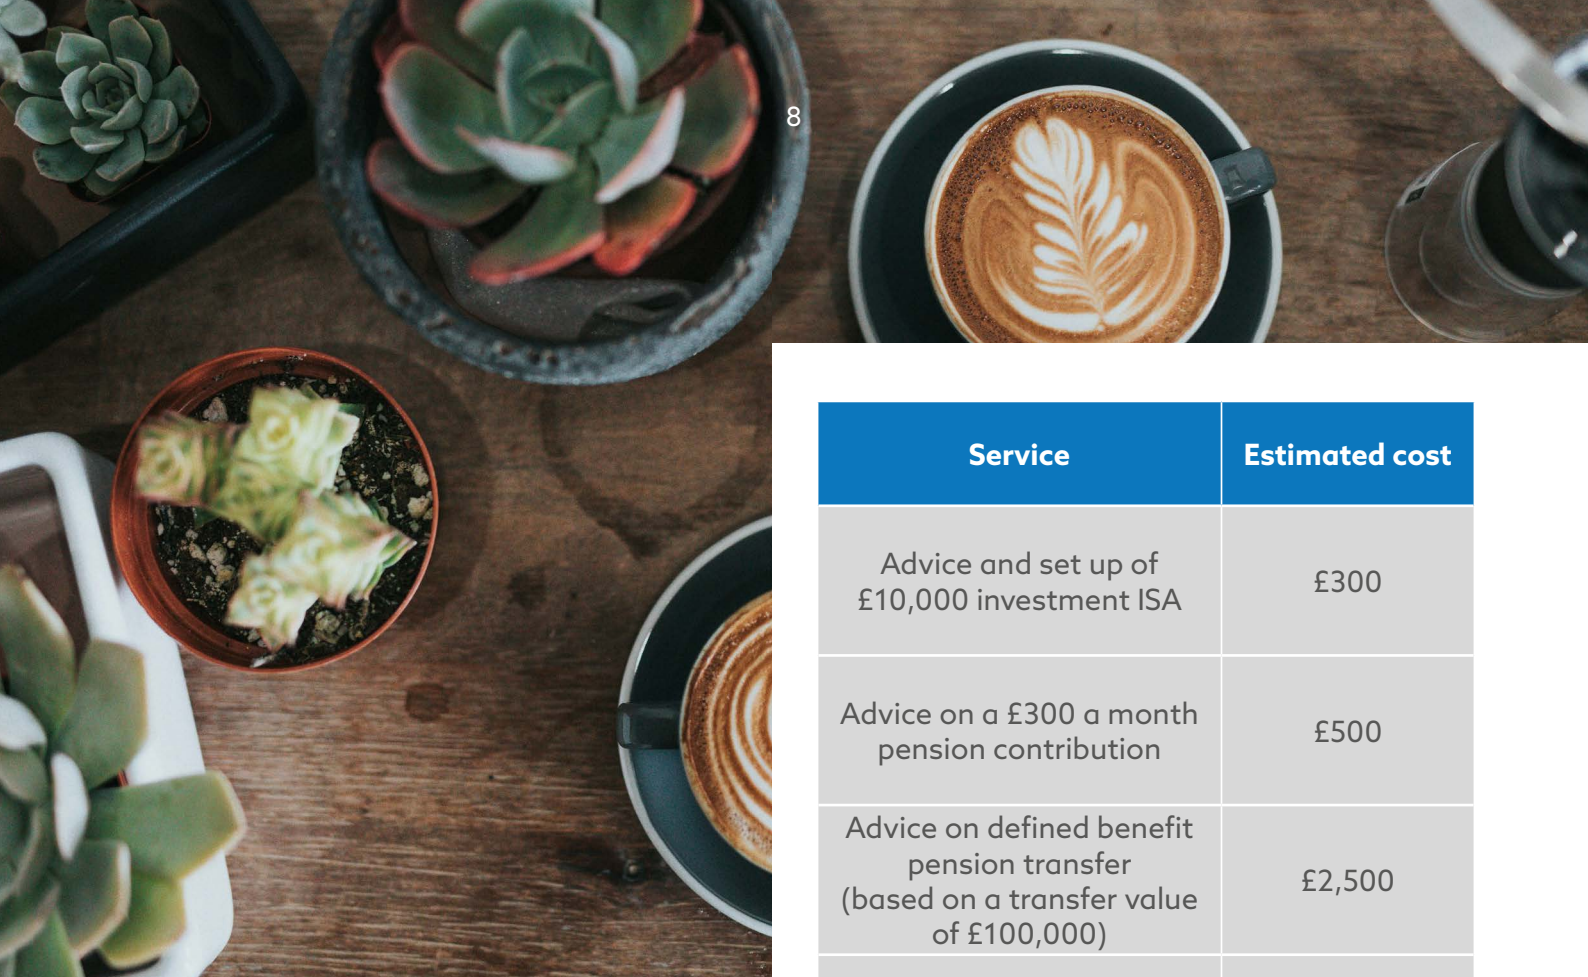 8
Service
Estimated cost
Advice and set up of
£10,000 investment ISA
£300
Advice on a £300 a month
pension contribution
£500
Advice on defined benefit
pension transfer
(based on a transfer value
of £100,000)
£2,500